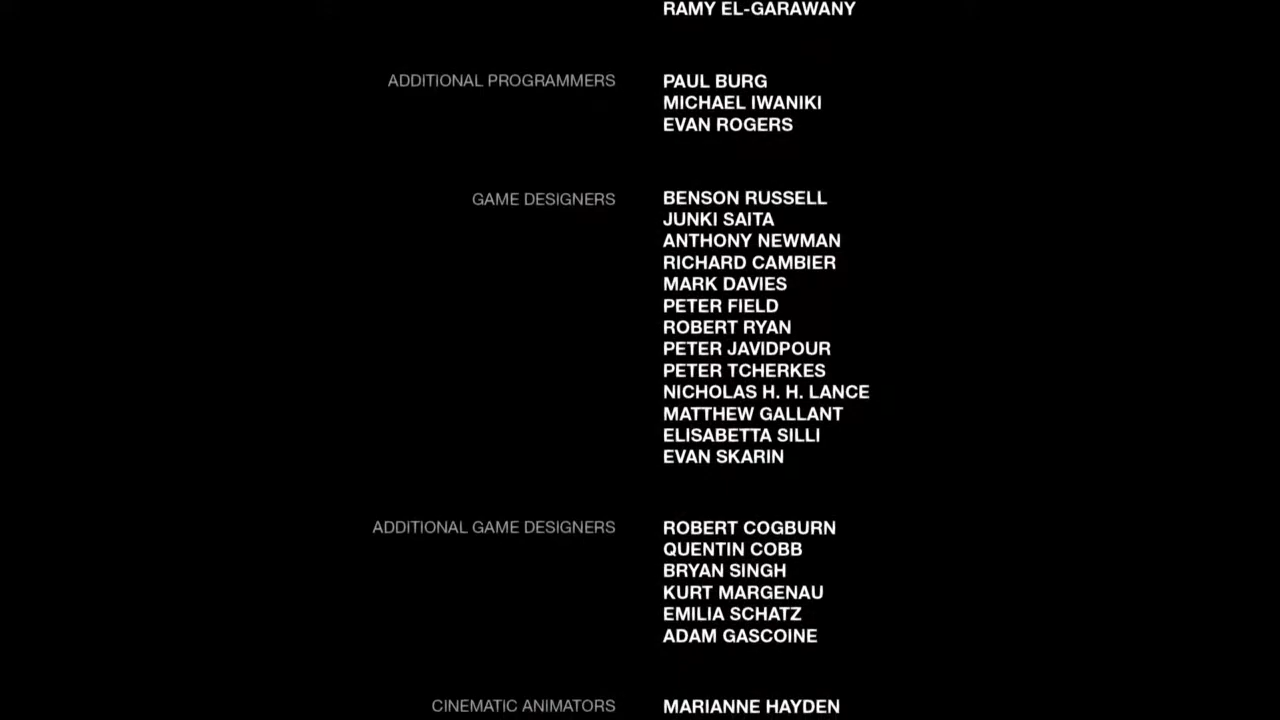 RAMY EL-GARAWANY
ADDITIONAL PROGRAMMERS PAUL BURG
MICHAEL IWANIKI
EVAN ROGERS
GAME DESIGNERS BENSON RUSSELL
JUNKI SAITA
ANTHONY NEWMAN
RICHARD CAMBIER
MARK DAVIES
PETER FIELD
ROBERT RYAN
PETER JAVIDPOUR
PETER TCHERKES
NICHOLAS H. H. LANCE
MATTHEW GALLANT
ELISABETTA SILLI
EVAN SKARIN
ADDITIONAL GAME DESIGNERS ROBERT COGBURN
QUENTIN COBB
BRYAN SINGH
KURT MARGENAU
EMILIA SCHATZ
ADAM GASCOINE
CINEMATIC ANIMATORS MARIANNE HAYDEN